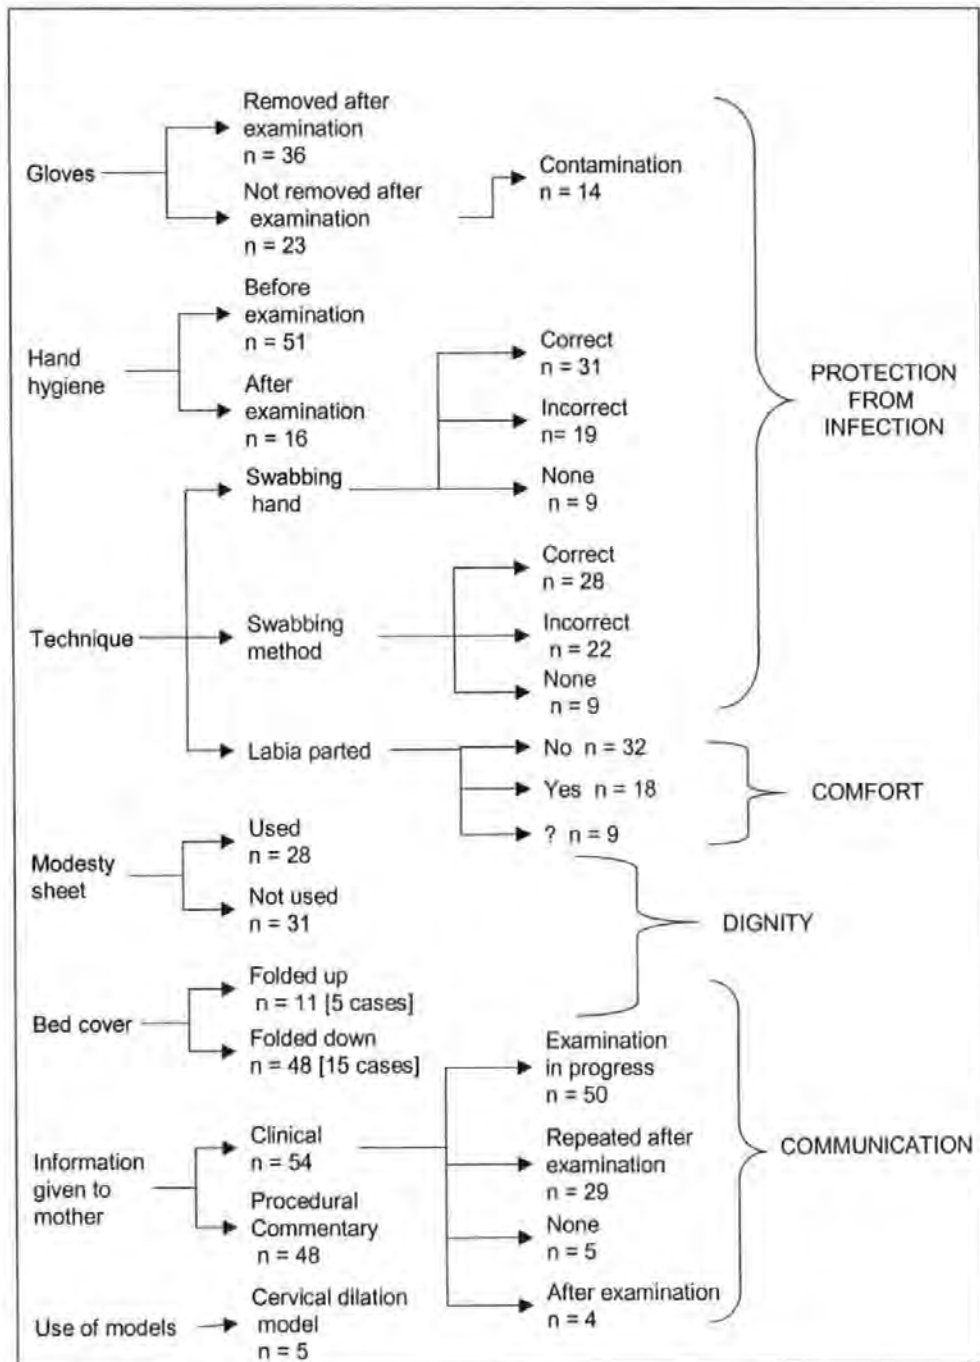 Gloves
Removed after
examination
n = 36
Not removed after
examination
n = 23
Contamination
n = 14
Hand
hygiene
Before
examination
n = 51
After
examination
n = 16
Technique
Swabbing
hand
Correct
n = 31
Incorrect
n= 19
None
n = 9
Swabbing
method
Correct
n = 28
Incorrect
n = 22
None
n = 9
PROTECTION
FROM
INFECTION
Labia parted
No n = 32
Yes n = 18
? n = 9
COMFORT
Modesty
sheet
Used
n = 28
Not used
n = 31
Bed cover
Folded up
n = 11 [5 cases]
Folded down
n = 48 [15 cases]
DIGNITY
Information
given to
mother
Clinical
n = 54
Procedural
Commentary
n = 48
Examination
in progress
n = 50
Repeated after
examination
n = 29
None
n = 5
After examination
n = 4
COMMUNICATION
Use of models
Cervical dilation
model
n = 5